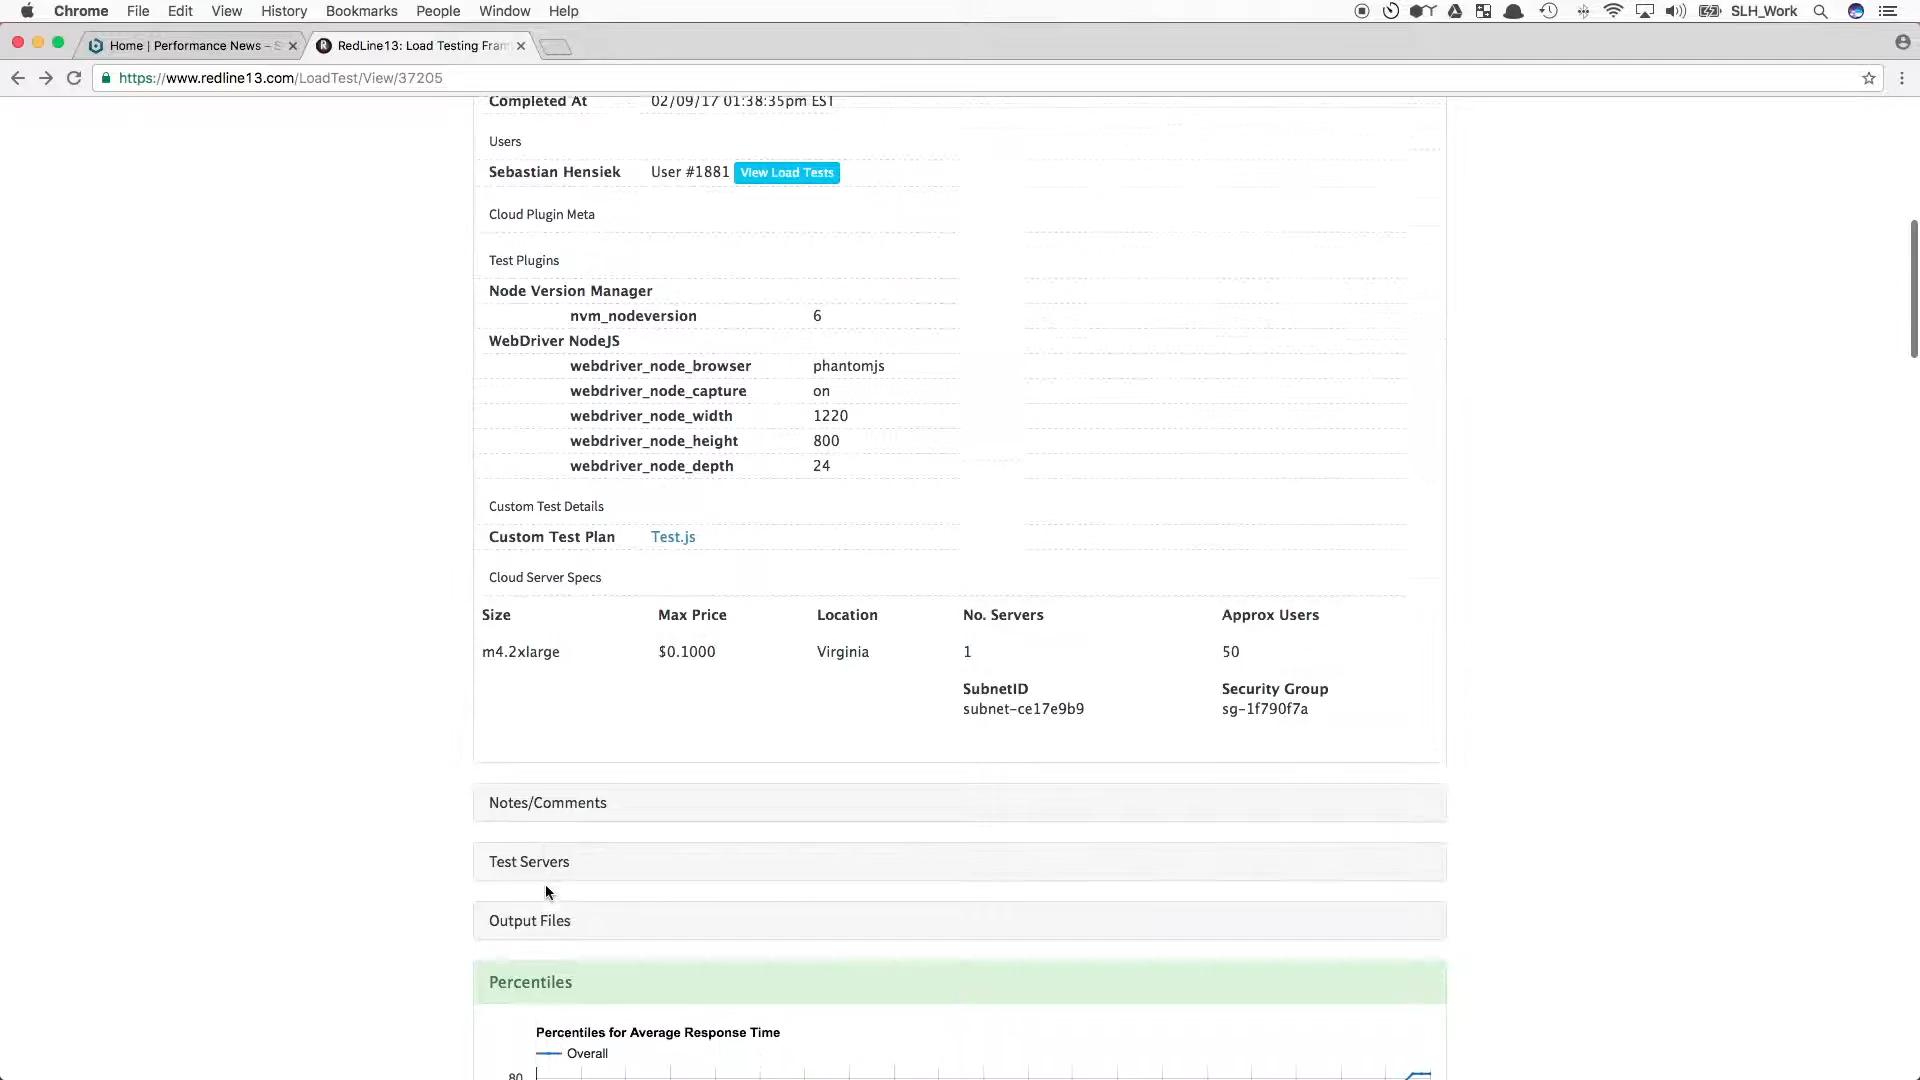 Chrome File Edit View History Bookmarks People Window Help SLH_Work
Home | Performance News – S RedLine13: Load Testing Fram
https://www.redline13.com/LoadTest/View/37205
Completed At 02/09/17 01:38:35pm EST
Users
Sebastian Hensiek User #1881 View Load Tests
Cloud Plugin Meta
Test Plugins
Node Version Manager
nvm_nodeversion 6
WebDriver NodeJS
webdriver_node_browser phantomjs
webdriver_node_capture on
webdriver_node_width 1220
webdriver_node_height 800
webdriver_node_depth 24
Custom Test Details
Custom Test Plan Test.js
Cloud Server Specs
Size Max Price Location No. Servers Approx Users
m4.2xlarge $0.1000 Virginia 1 50
SubnetID Security Group
subnet-ce17e9b9 sg-1f790f7a
Notes/Comments
Test Servers
Output Files
Percentiles
Percentiles for Average Response Time
Overall
80